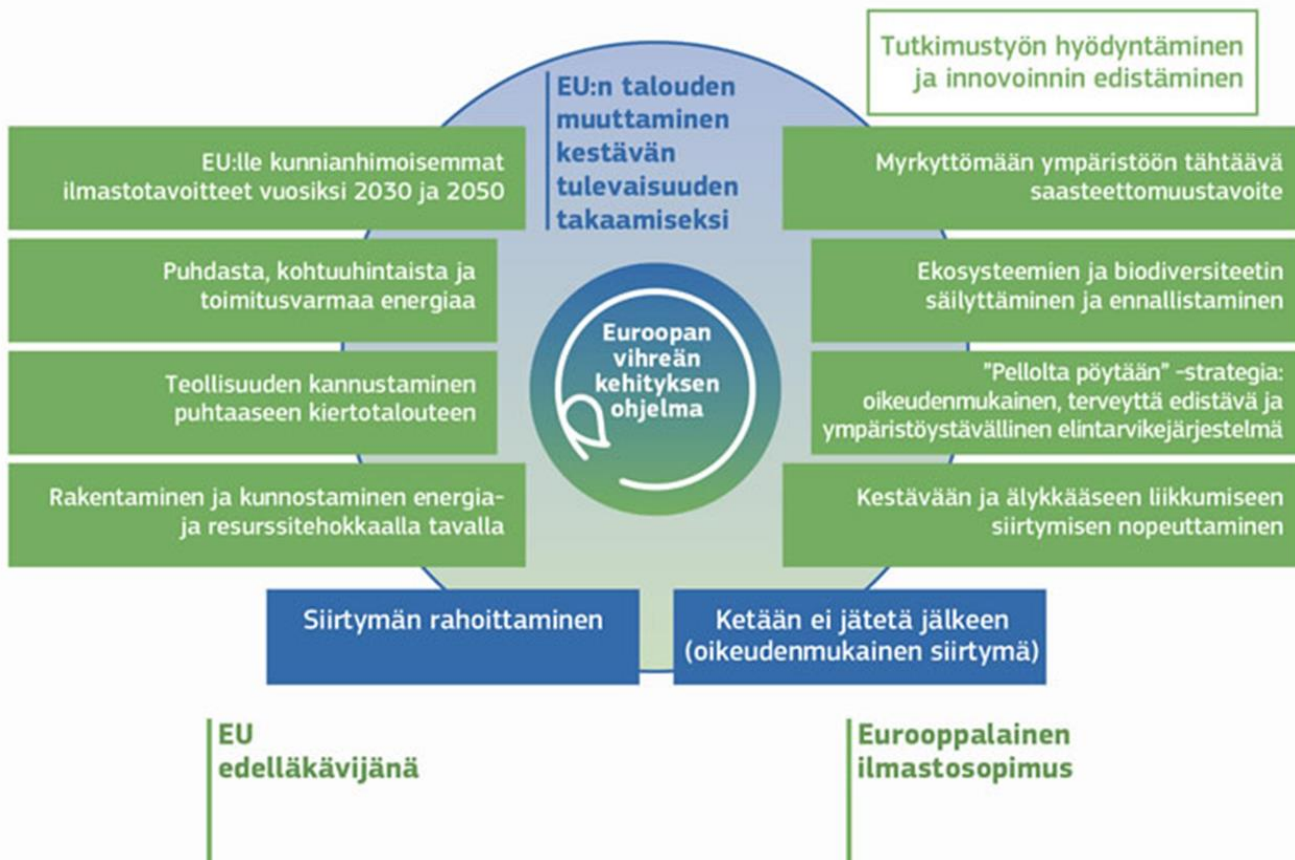 Tutkimustyön hyödyntäminen
ja innovoinnin edistäminen
EU:n talouden
muuttaminen
kestävän
tulevaisuuden
takaamiseksi
EU:lle kunnianhimoisemmat
ilmastotavoitteet vuosiksi 2030 ja 2050
Puhdasta, kohtuuhintaista ja
toimitusvarmaa energiaa
Teollisuuden kannustaminen
puhtaaseen kiertotalouteen
Rakentaminen ja kunnostaminen energia-
ja resurssitehokkaalla tavalla
Euroopan
vihreän
kehityksen
ohjelma
Myrkyttömään ympäristöön tähtäävä
saasteettomuustavoite
Ekosysteemien ja biodiversiteetin
säilyttäminen ja ennallistaminen
"Pellolta pöytään" -strategia:
oikeudenmukainen, terveyttä edistävä ja
ympäristöystävällinen elintarvikejärjestelmä
Kestävään ja älykkääseen liikkumiseen
siirtymisen nopeuttaminen
Siirtymän rahoittaminen
Ketään ei jätetä jälkeen
(oikeudenmukainen siirtymä)
EU
edelläkävijänä
Eurooppalainen
ilmastosopimus